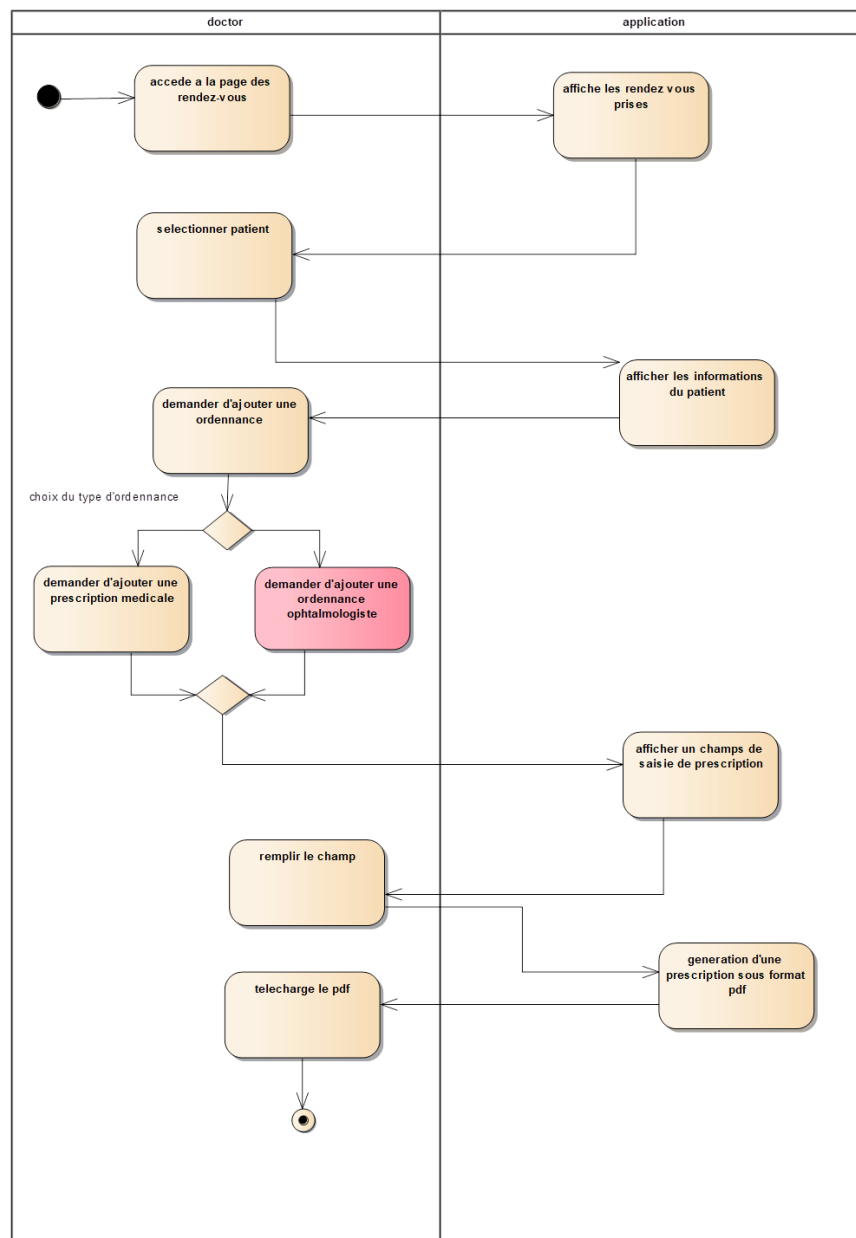 doctor
application
accede a la page des
rendez-vous
affiche les rendez vous
prises
selectionner patient
afficher les informations
du patient
demander d'ajouter une
ordennance
choix du type d'ordennance
demander d'ajouter une
prescription medicale
demander d'ajouter une
ordennance
ophtalmologiste
afficher un champs de
saisie de prescription
remplir le champ
generation d'une
prescription sous format
pdf
telecharge le pdf